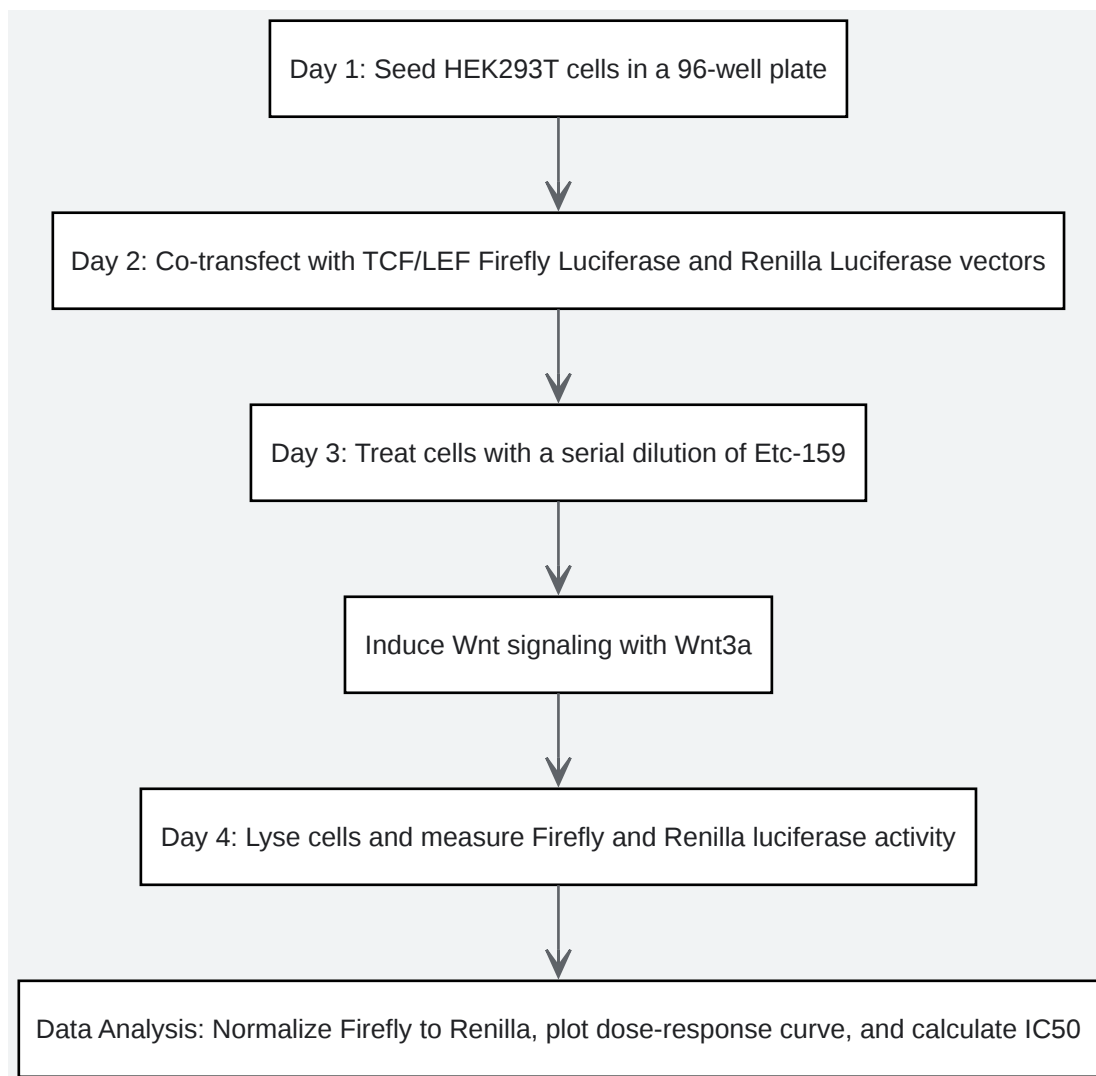 Day 1: Seed HEK293T cells in a 96-well plate
Day 2: Co-transfect with TCF/LEF Firefly Luciferase and Renilla Luciferase vectors
Day 3: Treat cells with a serial dilution of Etc-159
Induce Wnt signaling with Wnt3a
Day 4: Lyse cells and measure Firefly and Renilla luciferase activity
Data Analysis: Normalize Firefly to Renilla, plot dose-response curve, and calculate IC50